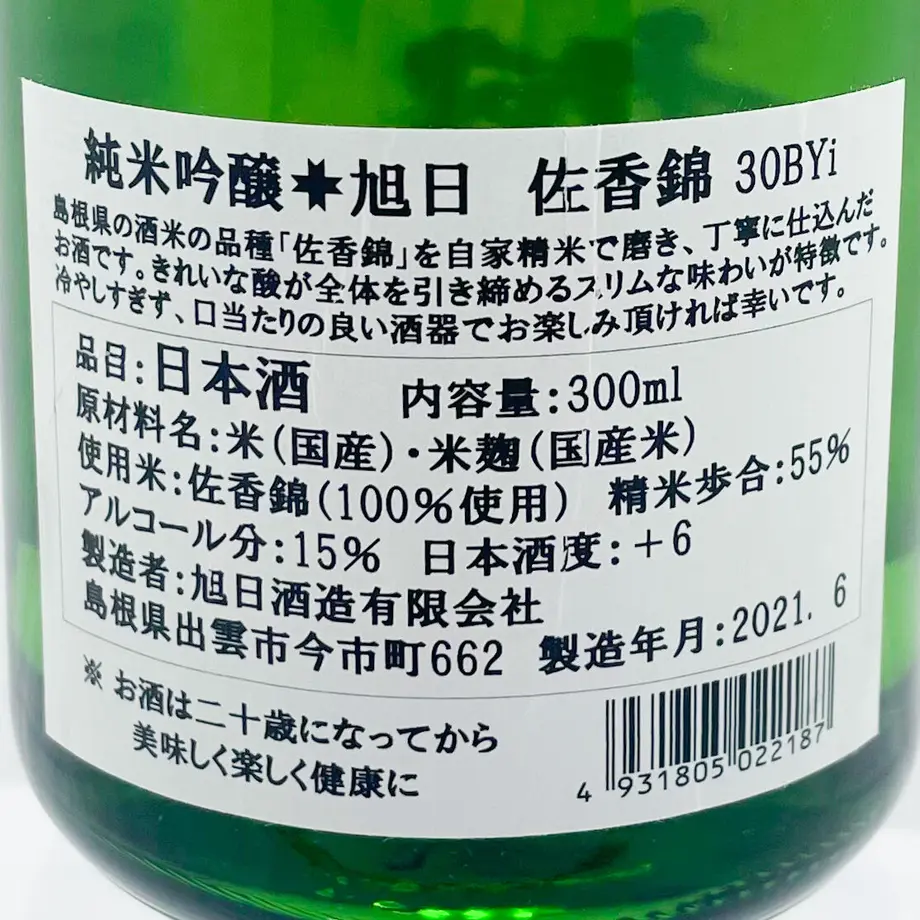 純米吟醸✷旭日 佐香錦 30BYi
島根県の酒米の品種「佐香錦」を自家精米で磨き、丁寧に仕込んだ
お酒です。きれいな酸が全体を引き締めるスリムな味わいが特徴です。
冷やしすぎず、口当たりの良い酒器でお楽しみ頂ければ幸いです。
品目:日本酒 内容量:300ml
原材料名:米(国産)・米麹(国産米)
使用米:佐香錦(100%使用) 精米歩合:55%
アルコール分:15% 日本酒度:+6
製造者:旭日酒造有限会社
島根県出雲市今市町662 製造年月:2021. 6
※お酒は二十歳になってから
美味しく楽しく健康に
4 931805 022187